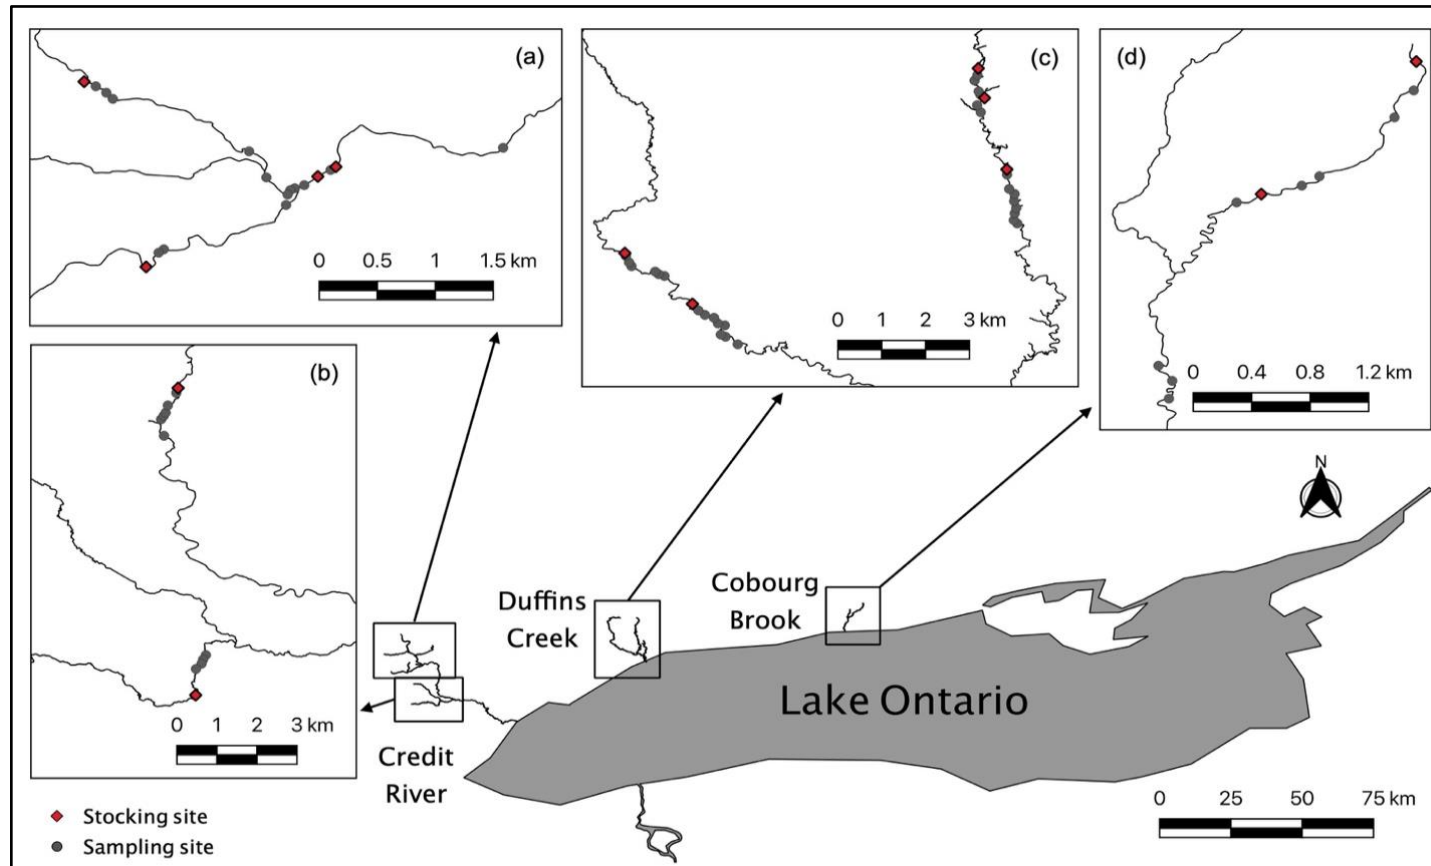 (a)
0 0.5 1 1.5 km
(b)
0 1 2 3 km
(c)
0 1 2 3 km
(d)
0 0.4 0.8 1.2 km
N
Duffins
Creek
Cobourg
Brook
Lake Ontario
Credit
River
0 25 50 75 km
Stocking site
Sampling site